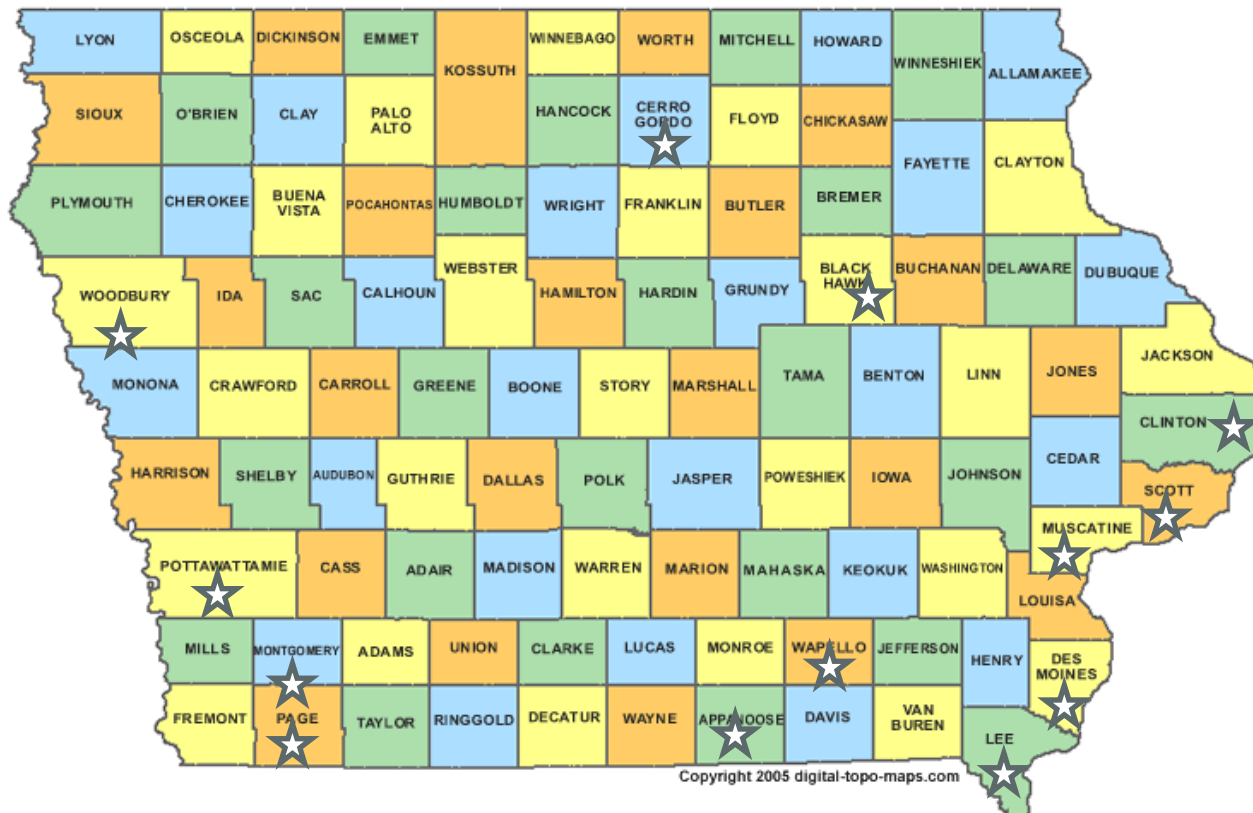 LYON
OSCEOLA
DICKINSON
EMMET
KOSSUTH
WINNEBAGO
WORTH
MITCHELL
HOWARD
WINNESHIEK
ALLAMAKEE
SIOUX
O'BRIEN
CLAY
PALO
ALTO
HANCOCK
CERRO
GORDO
FLOYD
CHICKASAW
FAYETTE
CLAYTON
PLYMOUTH
CHEROKEE
BUENA
VISTA
POCAHONTAS
HUMBOLDT
WRIGHT
FRANKLIN
BUTLER
BREMER
WOODBURY
IDA
SAC
CALHOUN
WEBSTER
HAMILTON
HARDIN
GRUNDY
BLACK
HAWK
BUCHANAN
DELAWARE
DUBUQUE
MONONA
CRAWFORD
CARROLL
GREENE
BOONE
STORY
MARSHALL
TAMA
BENTON
LINN
JONES
JACKSON
CLINTON
HARRISON
SHELBY
AUDUBON
GUTHRIE
DALLAS
POLK
JASPER
POWESHIEK
IOWA
JOHNSON
CEDAR
SCOTT
MUSCATINE
POTTAWATTAMIE
CASS
ADAIR
MADISON
WARREN
MARION
MAHASKA
KEOKUK
WASHINGTON
LOUISA
MILLS
MONTGOMERY
ADAMS
UNION
CLARKE
LUCAS
MONROE
WAPELLO
JEFFERSON
HENRY
DES
MOINES
FREMONT
PAGE
TAYLOR
RINGGOLD
DECATUR
WAYNE
APPANOOSE
DAVIS
VAN
BUREN
LEE
Copyright 2005 digital-topo-maps.com